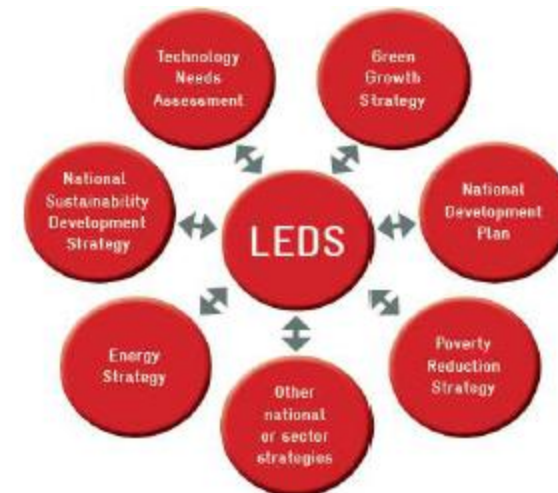 Technology
Needs
Assessment
Green
Growth
Strategy
National
Sustainability
Development
Strategy
LEDS
National
Development
Plan
Energy
Strategy
Poverty
Reduction
Strategy
Other
national
or sector
strategies